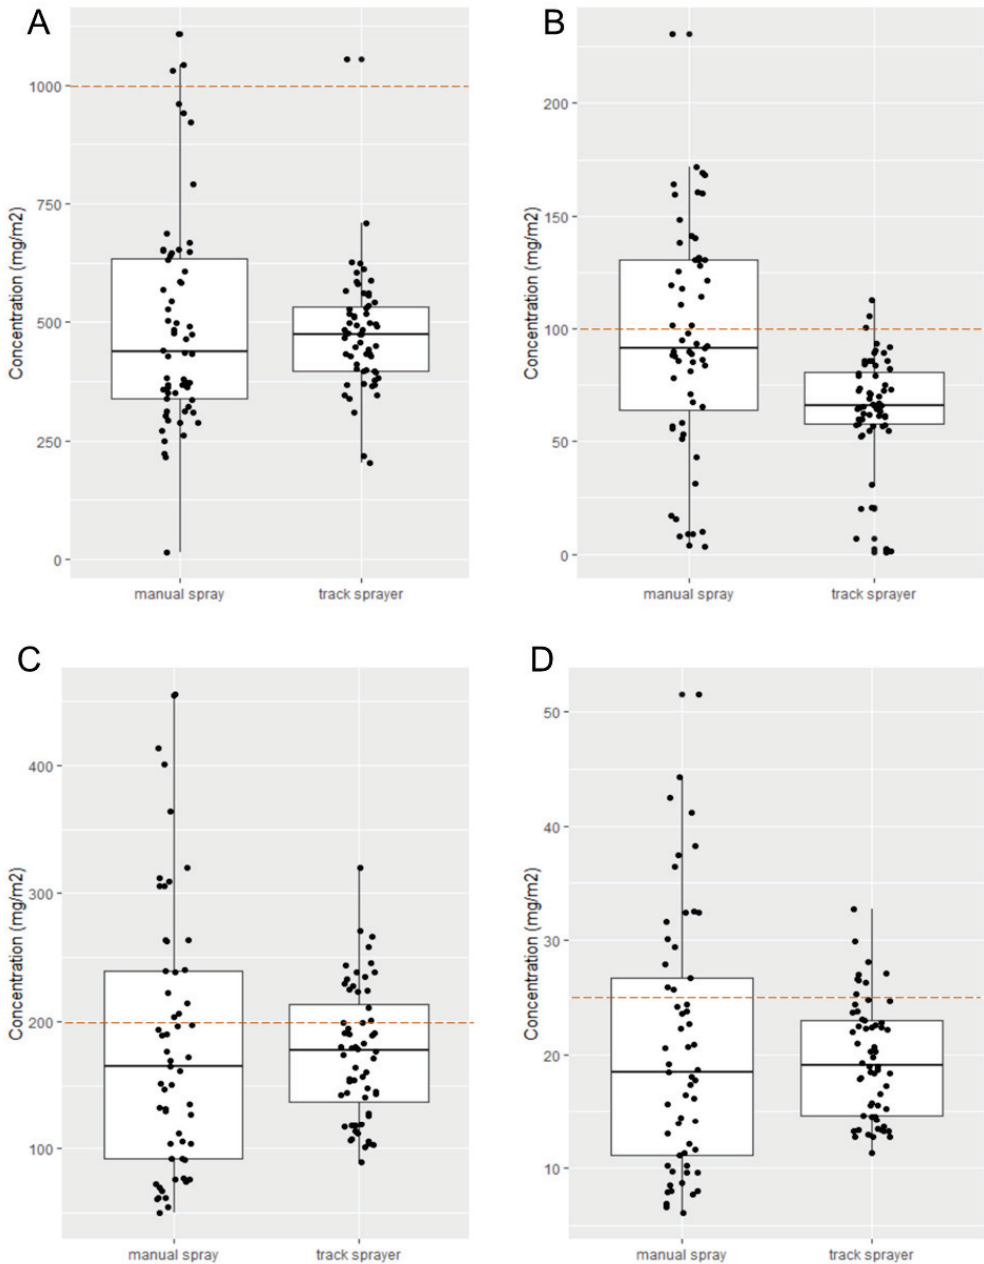 A
Concentration (mg/m2)
1000
750
500
250
0
manual spray
track sprayer
B
Concentration (mg/m2)
200
150
100
50
0
manual spray
track sprayer
C
Concentration (mg/m2)
400
300
200
100
manual spray
track sprayer
D
Concentration (mg/m2)
50
40
30
20
10
manual spray
track sprayer